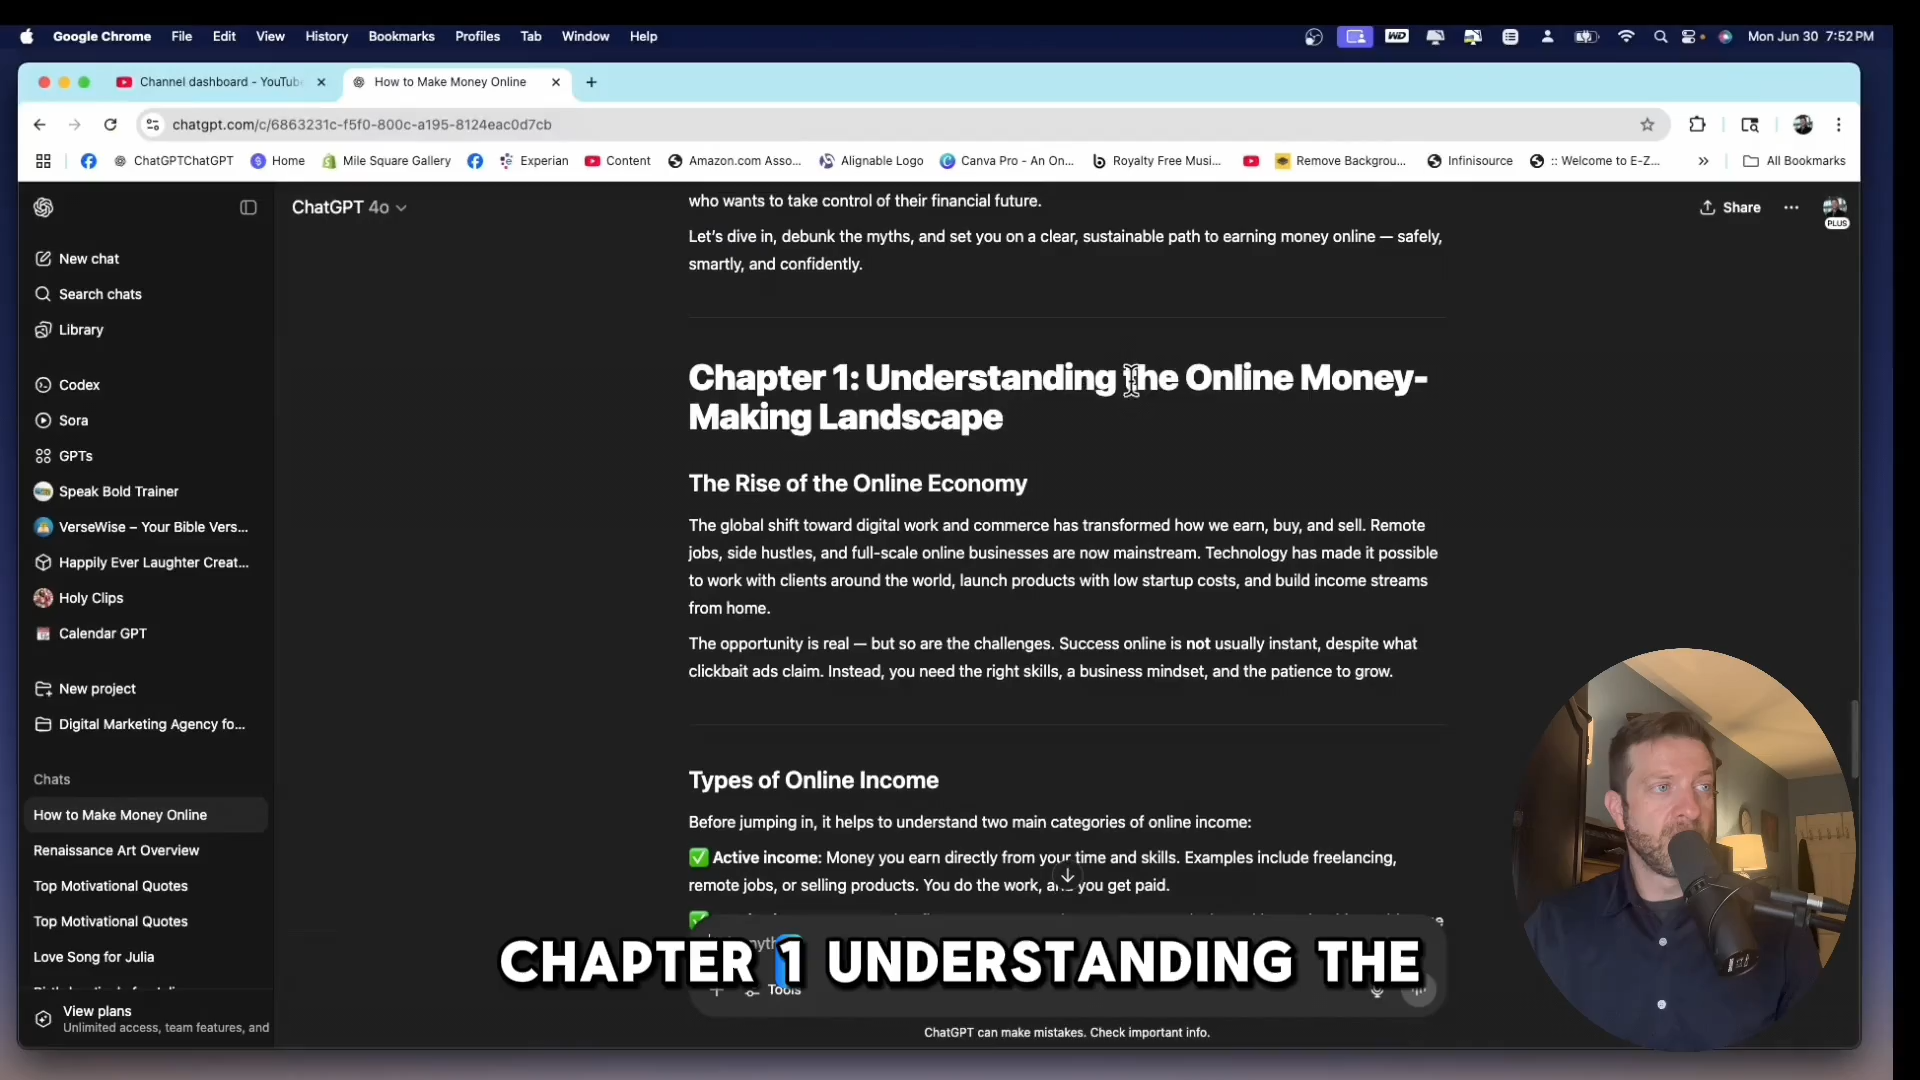 Google Chrome File Edit View History Bookmarks Profiles Tab Window Help WD Mon Jun 30 7:52 PM
Channel dashboard - YouTub How to Make Money Online
chatgpt.com/c/6863231c-f5f0-800c-a195-8124eac0d7cb
ChatGPTChatGPT Home Mile Square Gallery Experian Content Amazon.com Asso... Alignable Logo Canva Pro - An On... Royalty Free Musi... Remove Backgrou... Infinisource :: Welcome to E-Z... » All Bookmarks
ChatGPT 4o
Share
PLUS
New chat
Search chats
Library
Codex
Sora
GPTs
Speak Bold Trainer
VerseWise – Your Bible Vers...
Happily Ever Laughter Creat...
Holy Clips
Calendar GPT
New project
Digital Marketing Agency fo...
Chats
How to Make Money Online
Renaissance Art Overview
Top Motivational Quotes
Top Motivational Quotes
Love Song for Julia
View plans
Unlimited access, team features, and
who wants to take control of their financial future.
Let's dive in, debunk the myths, and set you on a clear, sustainable path to earning money online — safely,
smartly, and confidently.
Chapter 1: Understanding the Online Money-
Making Landscape
The Rise of the Online Economy
The global shift toward digital work and commerce has transformed how we earn, buy, and sell. Remote
jobs, side hustles, and full-scale online businesses are now mainstream. Technology has made it possible
to work with clients around the world, launch products with low startup costs, and build income streams
from home.
The opportunity is real — but so are the challenges. Success online is not usually instant, despite what
clickbait ads claim. Instead, you need the right skills, a business mindset, and the patience to grow.
Types of Online Income
Before jumping in, it helps to understand two main categories of online income:
✅ Active income: Money you earn directly from your time and skills. Examples include freelancing,
remote jobs, or selling products. You do the work, and you get paid.
CHAPTER 1 UNDERSTANDING THE
Tools
ChatGPT can make mistakes. Check important info.